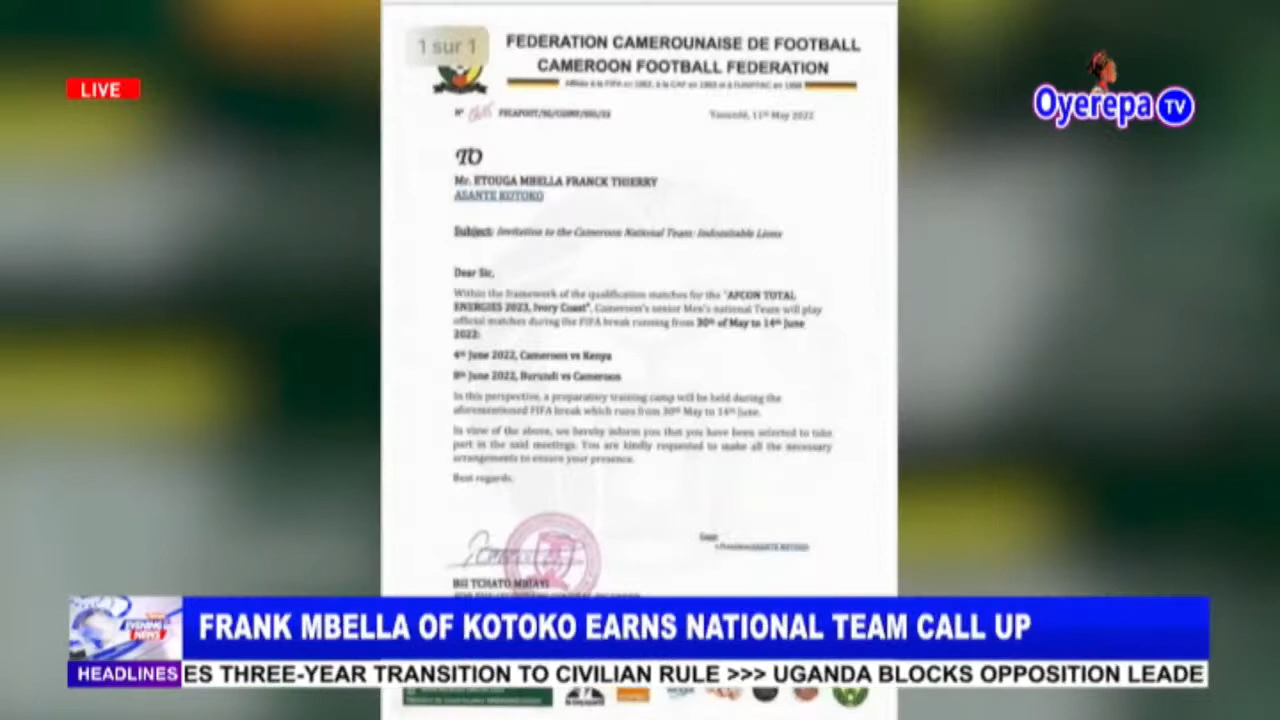 1 sur 1
FEDERATION CAMEROUNAISE DE FOOTBALL
CAMEROON FOOTBALL FEDERATION
LIVE
Oyerepa TV
Yaoundé, 11th May 2022
TO
Mr. ETOUGA MBELLA FRANCK THIERRY
ASANTE KOTOKO
Subject: Invitation to the Cameroon National Team: Indomitable Lions
Dear Sir,
Within the framework of the qualification matches for the "AFCON TOTAL
ENERGIES 2023, Ivory Coast", Cameroon's senior Men's national Team will play
official matches during the FIFA break running from 30th of May to 14th June
2022:
4th June 2022, Cameroon vs Kenya
8th June 2022, Burundi vs Cameroon
In this perspective, a preparatory training camp will be held during the
aforementioned FIFA break which runs from 30th May to 14th June.
In view of the above, we hereby inform you that you have been selected to take
part in the said meetings. You are kindly requested to make all the necessary
arrangements to ensure your presence.
Best regards.
EVENING
NEWS
FRANK MBELLA OF KOTOKO EARNS NATIONAL TEAM CALL UP
HEADLINES
ES THREE-YEAR TRANSITION TO CIVILIAN RULE >>> UGANDA BLOCKS OPPOSITION LEADE